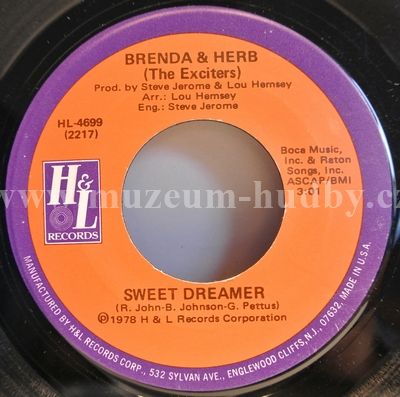 BRENDA & HERB
(The Exciters)
Prod. by Steve Jerome & Lou Hemsey
Arr.: Lou Hemsey
Eng.: Steve Jerome
HL-4699
(2217)
Boca Music,
Inc. & Raton
Songs, Inc.
ASCAP/BMI
3:01
H&L
RECORDS
www.muzeum-hudby.cz
SWEET DREAMER
(R. John-B. Johnson-G. Pettus)
℗©1978 H & L Records Corporation
MANUFACTURED BY H&L RECORDS CORP., 532 SYLVAN AVE., ENGLEWOOD CLIFFS, N.J., 07632. MADE IN U.S.A.